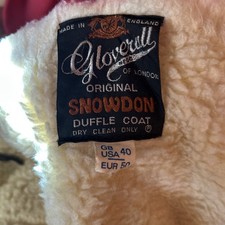 MADE IN ENGLAND
Gloverall
OF LONDON
ORIGINAL
SNOWDON
DUFFLE COAT
DRY CLEAN ONLY Ⓟ
GB
USA 40
EUR 50